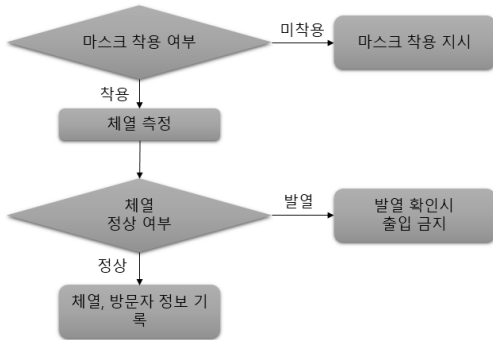 마스크 착용 여부
미착용
마스크 착용 지시
착용
체열 측정
체열
정상 여부
발열
발열 확인시
출입 금지
정상
체열, 방문자 정보 기
록